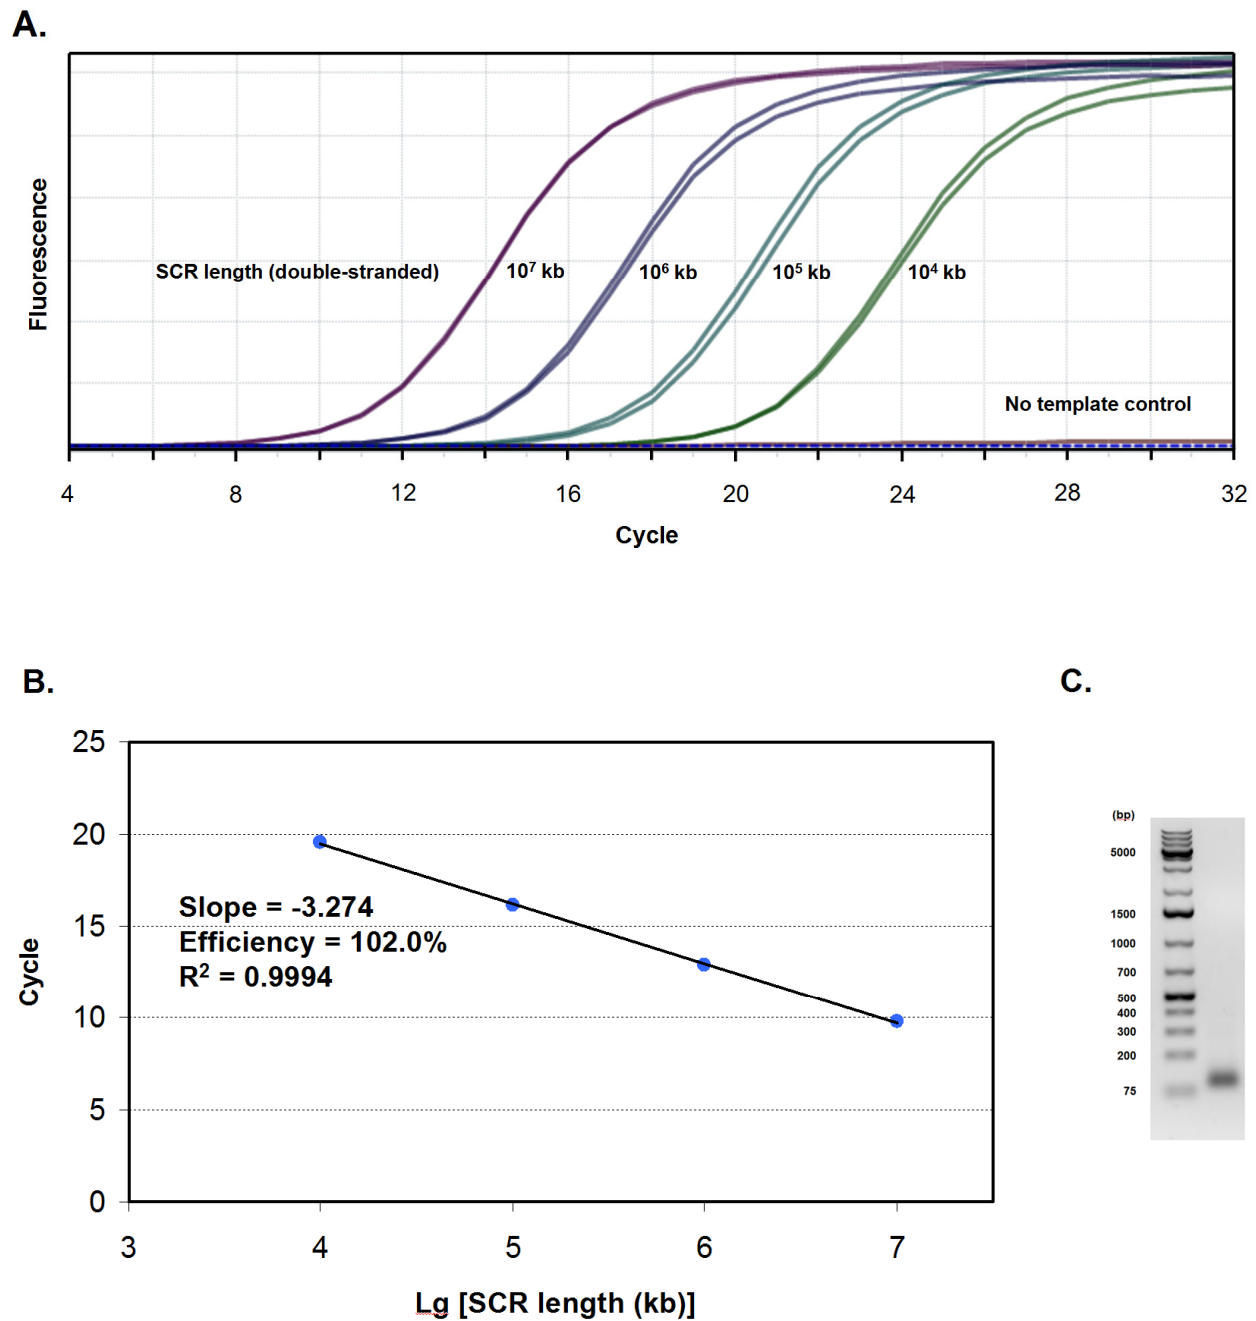 A.
Fluorescence
SCR length (double-stranded)
10⁷ kb
10⁶ kb
10⁵ kb
10⁴ kb
No template control
4 8 12 16 20 24 28 32
Cycle
B.
25
20
15
10
5
0
Cycle
Slope = -3.274
Efficiency = 102.0%
R² = 0.9994
3 4 5 6 7
Lg [SCR length (kb)]
C.
(bp)
5000
1500
1000
700
500
400
300
200
75